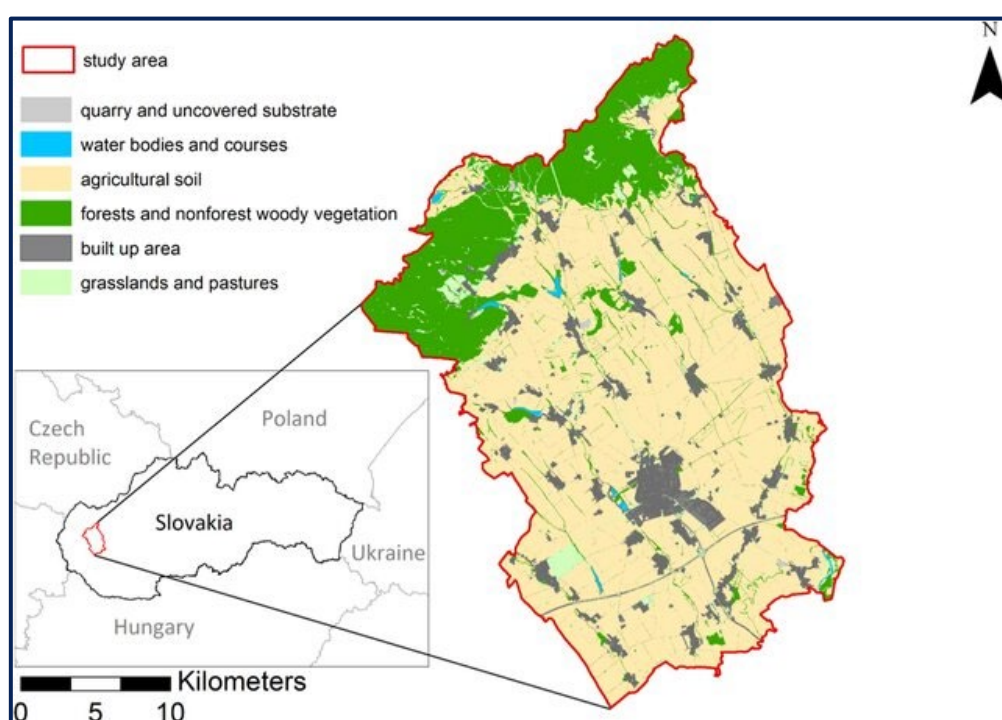 N
study area
quarry and uncovered substrate
water bodies and courses
agricultural soil
forests and nonforest woody vegetation
built up area
grasslands and pastures
Czech
Republic
Poland
Slovakia
Ukraine
Hungary
Kilometers
0 5 10